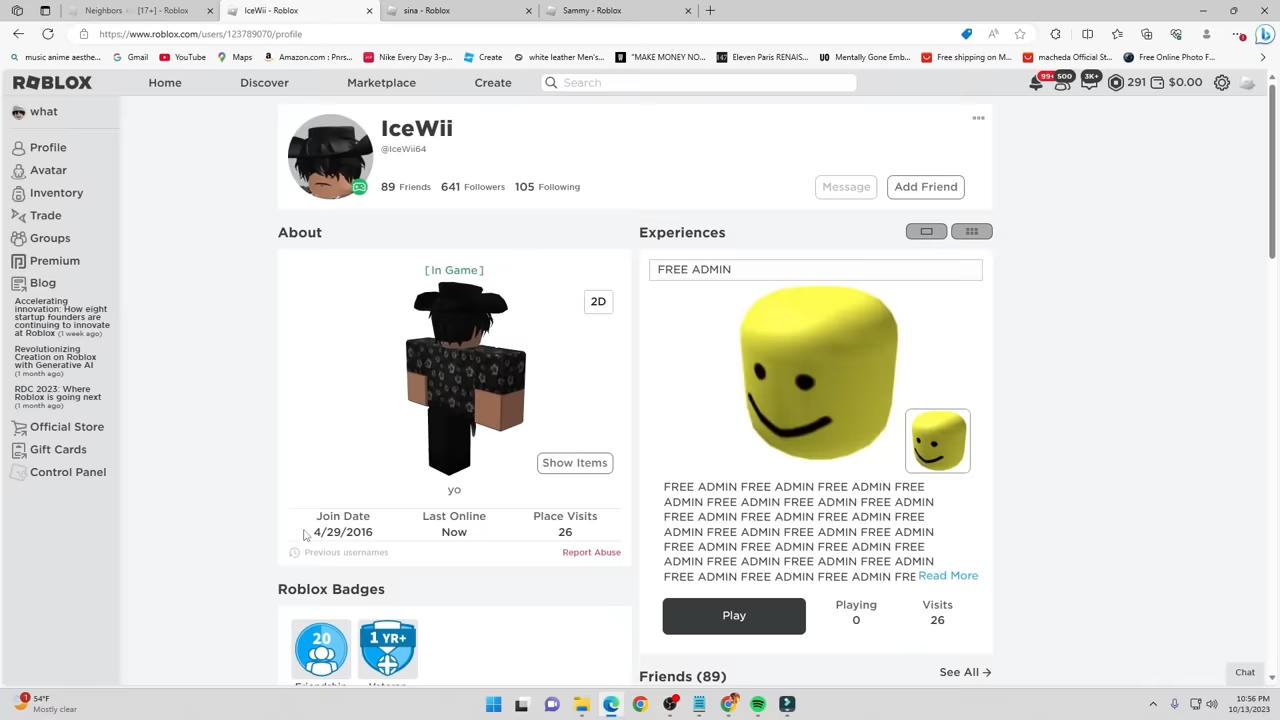 Neighbors [17+] - Roblox
IceWii - Roblox
sina - Roblox
Sammy - Roblox
https://www.roblox.com/users/123789070/profile
music anime albums
Gmail
YouTube
Maps
Amazon.com/mnrs...
Nike Every Day 3-p...
Create
white leather Men's...
"MAKE MONEY NO...
Eleven Paris RENAIS...
Mentally Gone Emb...
Free shipping on M...
macheda Official St...
Free Online Photo F...
ROBLOX
Home
Discover
Marketplace
Create
Search
99+
500
3K+
291
$0.00
what
Profile
Avatar
Inventory
Trade
Groups
Premium
Blog
Accelerating
innovation: How eight
startup founders are
continuing to innovate
at Roblox (1 week ago)
Revolutionizing
Creation on Roblox
with Generative AI
(1 month ago)
RDC 2023: Where
Roblox is going next
(1 month ago)
Official Store
Gift Cards
Control Panel
IceWii
@IceWii64
89 Friends 641 Followers 105 Following
Message
Add Friend
About
[ In Game ]
2D
Show Items
yo
Join Date
4/29/2016
Last Online
Now
Place Visits
26
Previous usernames
Report Abuse
Roblox Badges
20
1 YR+
Experiences
FREE ADMIN
FREE ADMIN FREE ADMIN FREE ADMIN FREE
ADMIN FREE ADMIN FREE ADMIN FREE ADMIN
FREE ADMIN FREE ADMIN FREE ADMIN FREE
ADMIN FREE ADMIN FREE ADMIN FREE ADMIN
FREE ADMIN FREE ADMIN FREE ADMIN FREE
ADMIN FREE ADMIN FREE ADMIN FREE ADMIN
FREE ADMIN FREE ADMIN FREE ADMIN FRE Read More
Play
Playing
0
Visits
26
Friends (89)
See All
Chat
1
54°F
Mostly clear
10:56 PM
10/13/2023